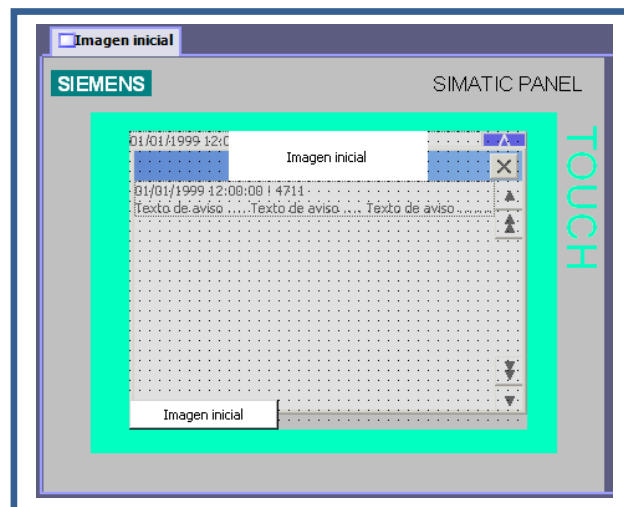 Imagen inicial
SIEMENS
SIMATIC PANEL
TOUCH
01/01/1999 12:0
Imagen inicial
01/01/1999 12:00:00 ! 4711
Texto de aviso .... Texto de aviso .... Texto de aviso
Imagen inicial